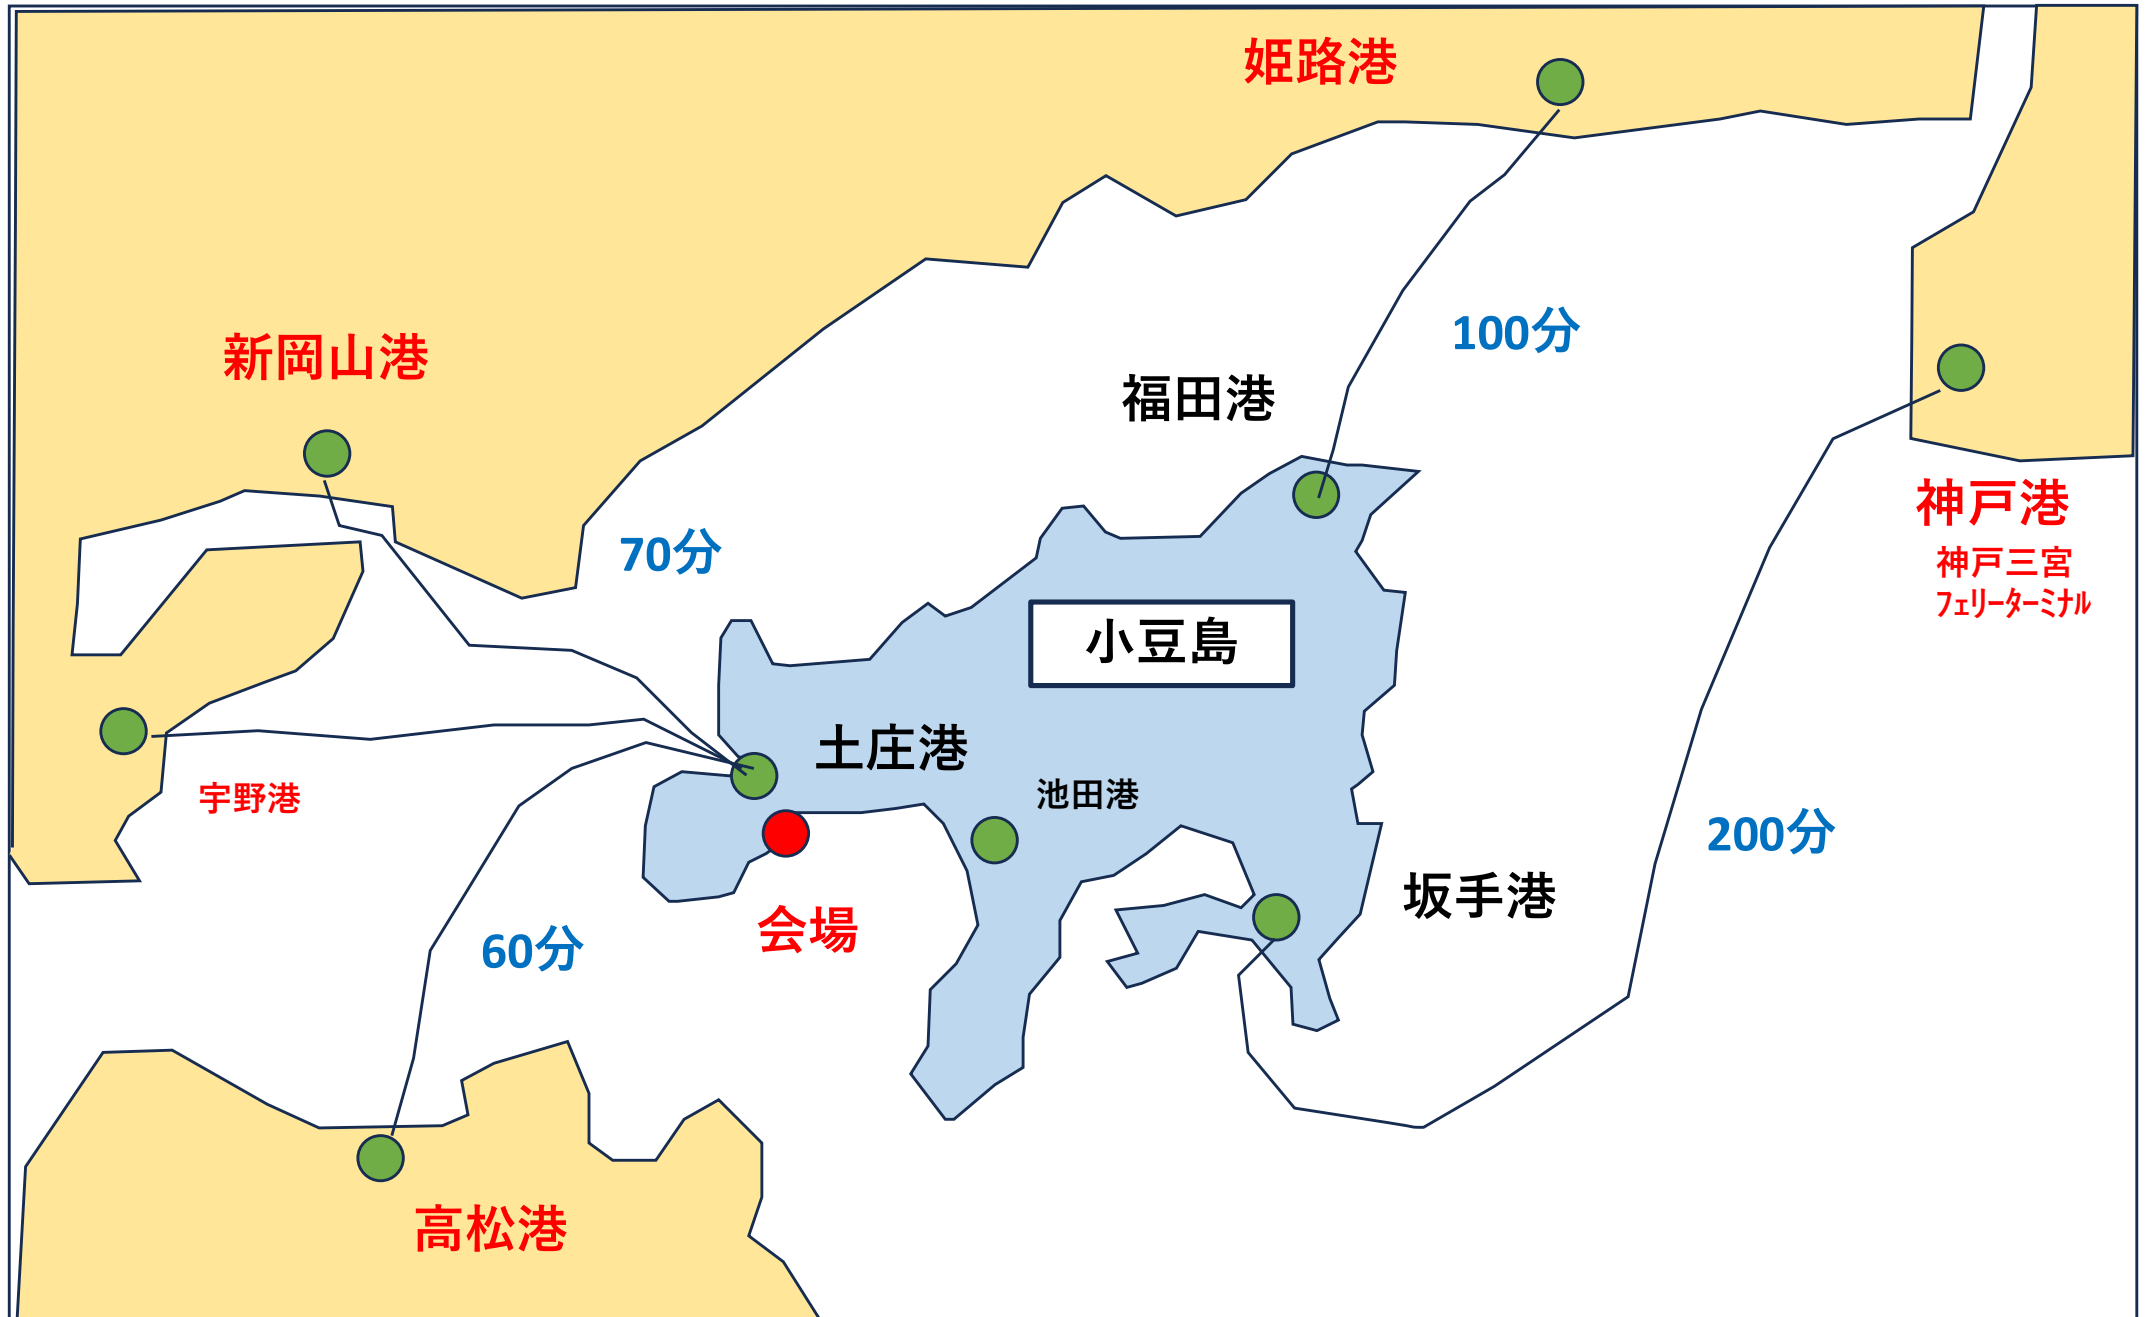 姫路港
100分
新岡山港
福田港
神戸港
神戸三宮
ﾌｪﾘｰﾀｰﾐﾅﾙ
70分
小豆島
土庄港
池田港
宇野港
200分
坂手港
会場
60分
高松港